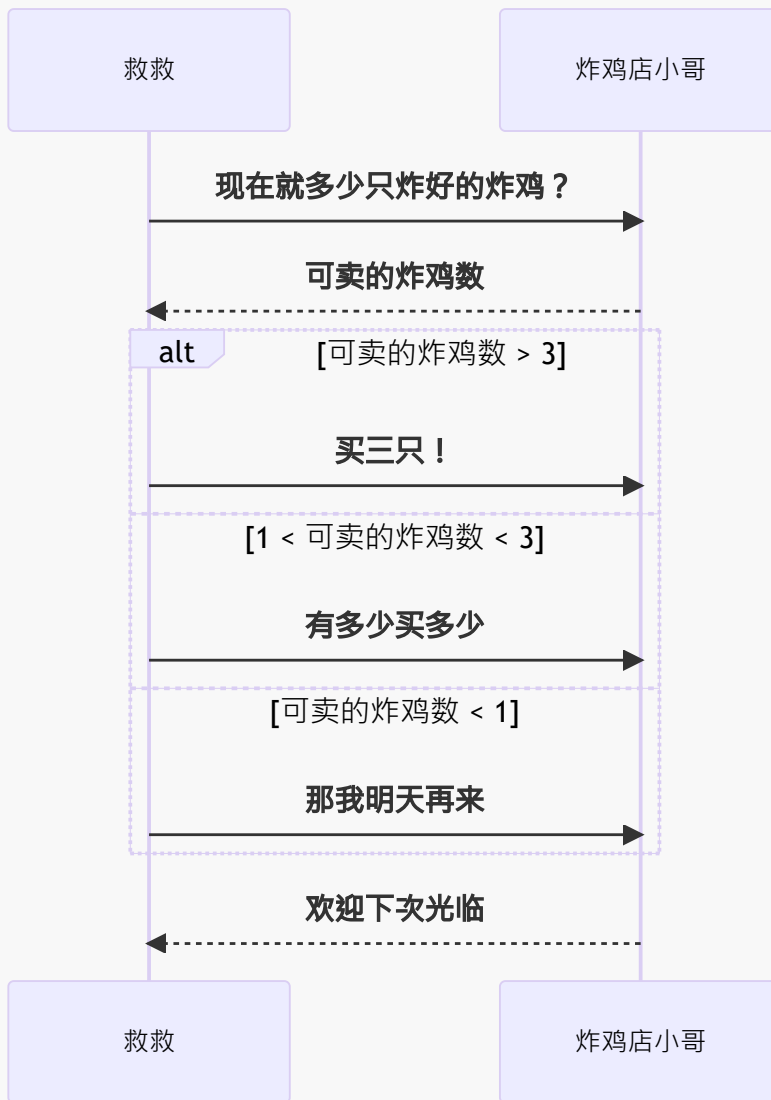 救救
炸鸡店小哥
现在就多少只炸好的炸鸡？
可卖的炸鸡数
alt
[可卖的炸鸡数 > 3]
买三只！
[1 < 可卖的炸鸡数 < 3]
有多少买多少
[可卖的炸鸡数 < 1]
那我明天再来
欢迎下次光临
救救
炸鸡店小哥